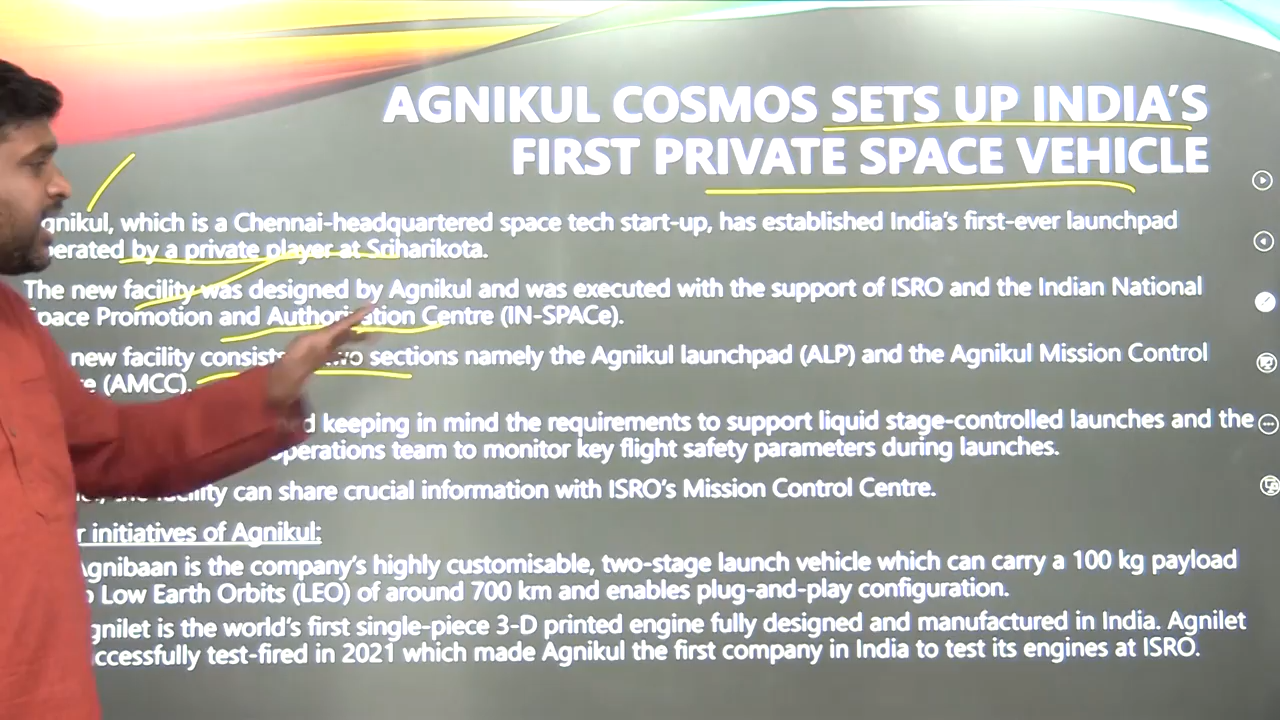 AGNIKUL COSMOS SETS UP INDIA'S
FIRST PRIVATE SPACE VEHICLE
gnikul, which is a Chennai-headquartered space tech start-up, has established India's first-ever launchpad
erated by a private player at Sriharikota.
The new facility was designed by Agnikul and was executed with the support of ISRO and the Indian National
Space Promotion and Authorisation Centre (IN-SPACe).
new facility consists two sections namely the Agnikul launchpad (ALP) and the Agnikul Mission Control
e (AMCC).
d keeping in mind the requirements to support liquid stage-controlled launches and the
operations team to monitor key flight safety parameters during launches.
the facility can share crucial information with ISRO's Mission Control Centre.
r initiatives of Agnikul:
Agnibaan is the company's highly customisable, two-stage launch vehicle which can carry a 100 kg payload
o Low Earth Orbits (LEO) of around 700 km and enables plug-and-play configuration.
gnilet is the world's first single-piece 3-D printed engine fully designed and manufactured in India. Agnilet
uccessfully test-fired in 2021 which made Agnikul the first company in India to test its engines at ISRO.